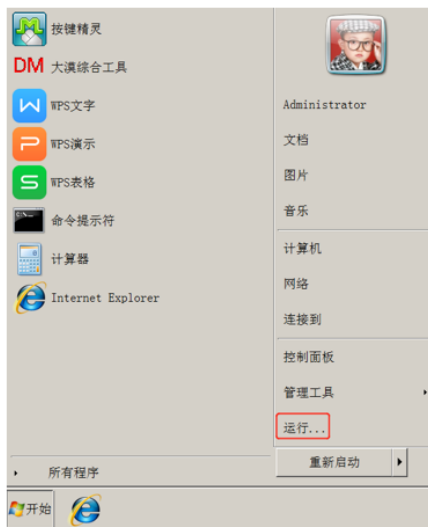 按键精灵
DM 大漠综合工具
WPS文字
WPS演示
WPS表格
命令提示符
计算器
Internet Explorer
所有程序
Administrator
文档
图片
音乐
计算机
网络
连接到
控制面板
管理工具
运行...
重新启动
开始